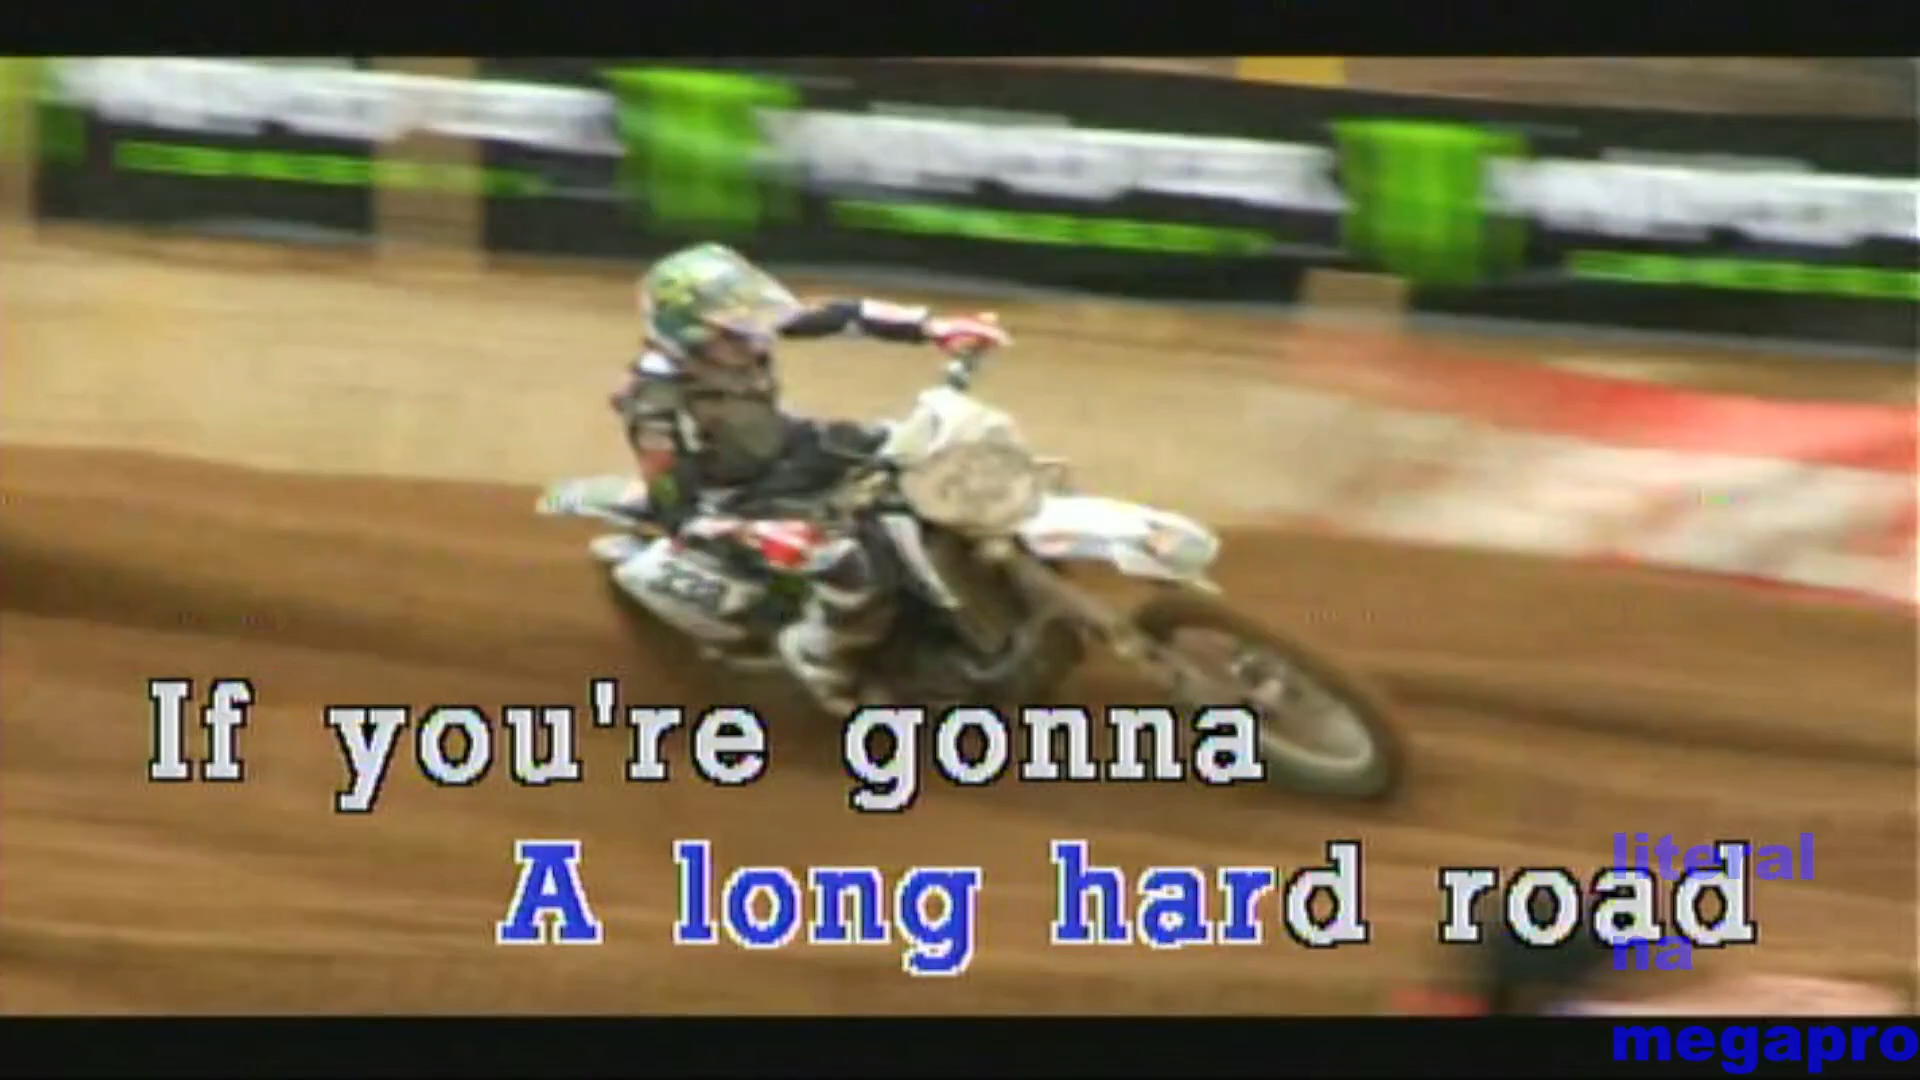 If you're gonna
A long hard road
literal
na
megapro